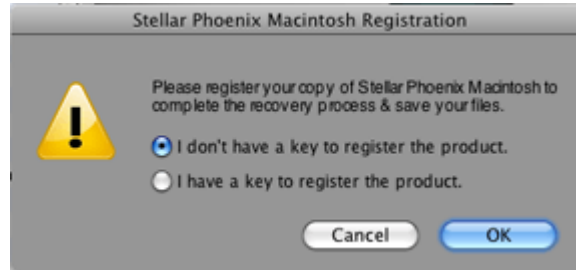 Stellar Phoenix Macintosh Registration
Please register your copy of Stellar Phoenix Macintosh to
complete the recovery process & save your files.
I don't have a key to register the product.
I have a key to register the product.
Cancel OK